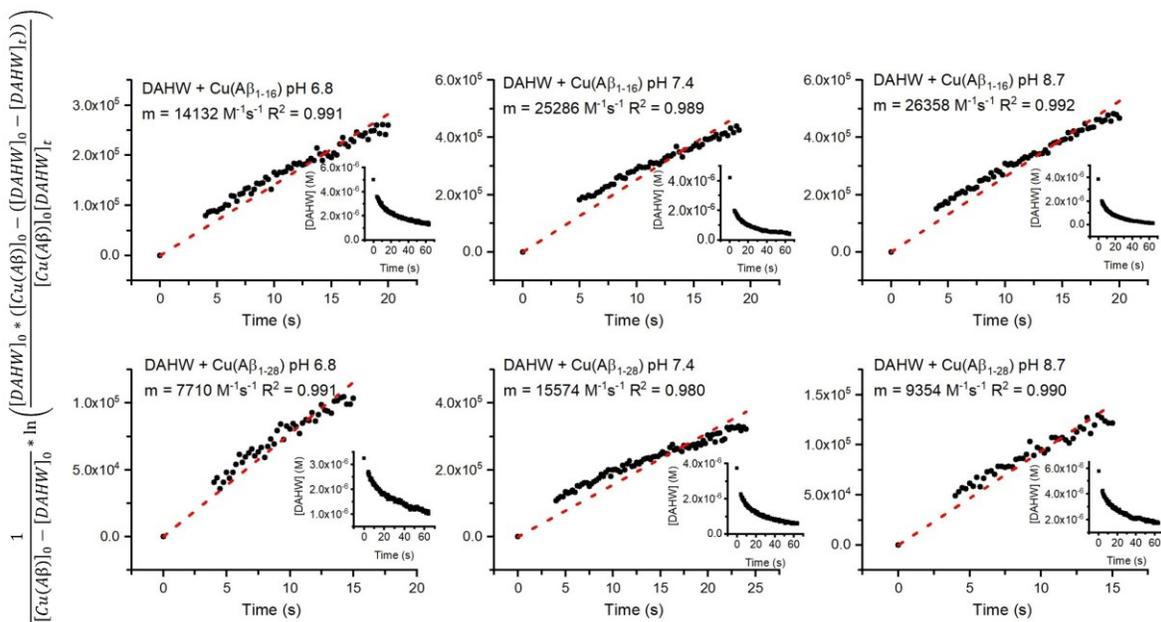 1
[Cu(Aβ)]₀ − [DAHW]₀ * ln ( [DAHW]₀ * ([Cu(Aβ)]₀ − ([DAHW]₀ − [DAHW]ₜ))
[Cu(Aβ)]₀[DAHW]ₜ )
DAHW + Cu(Aβ₁₋₁₆) pH 6.8
m = 14132 M⁻¹s⁻¹ R² = 0.991
3.0x10⁵
2.0x10⁵
1.0x10⁵
0.0
0 5 10 15 20
Time (s)
[DAHW] (M)
6.0x10⁻⁶
4.0x10⁻⁶
2.0x10⁻⁶
0.0
0 20 40 60
Time (s)
DAHW + Cu(Aβ₁₋₁₆) pH 7.4
m = 25286 M⁻¹s⁻¹ R² = 0.989
6.0x10⁵
4.0x10⁵
2.0x10⁵
0.0
0 5 10 15 20
Time (s)
[DAHW] (M)
4.0x10⁻⁶
2.0x10⁻⁶
0.0
0 20 40 60
Time (s)
DAHW + Cu(Aβ₁₋₁₆) pH 8.7
m = 26358 M⁻¹s⁻¹ R² = 0.992
6.0x10⁵
4.0x10⁵
2.0x10⁵
0.0
0 5 10 15 20
Time (s)
[DAHW] (M)
4.0x10⁻⁶
2.0x10⁻⁶
0.0
0 20 40 60
Time (s)
DAHW + Cu(Aβ₁₋₂₈) pH 6.8
m = 7710 M⁻¹s⁻¹ R² = 0.991
1.0x10⁵
5.0x10⁴
0.0
0 5 10 15 20
Time (s)
[DAHW] (M)
3.0x10⁻⁶
2.0x10⁻⁶
1.0x10⁻⁶
0 20 40 60
Time (s)
DAHW + Cu(Aβ₁₋₂₈) pH 7.4
m = 15574 M⁻¹s⁻¹ R² = 0.980
4.0x10⁵
2.0x10⁵
0.0
0 5 10 15 20 25
Time (s)
[DAHW] (M)
4.0x10⁻⁶
2.0x10⁻⁶
0.0
0 20 40 60
Time (s)
DAHW + Cu(Aβ₁₋₂₈) pH 8.7
m = 9354 M⁻¹s⁻¹ R² = 0.990
1.5x10⁵
1.0x10⁵
5.0x10⁴
0.0
0 5 10 15
Time (s)
[DAHW] (M)
6.0x10⁻⁶
4.0x10⁻⁶
2.0x10⁻⁶
0 20 40 60
Time (s)